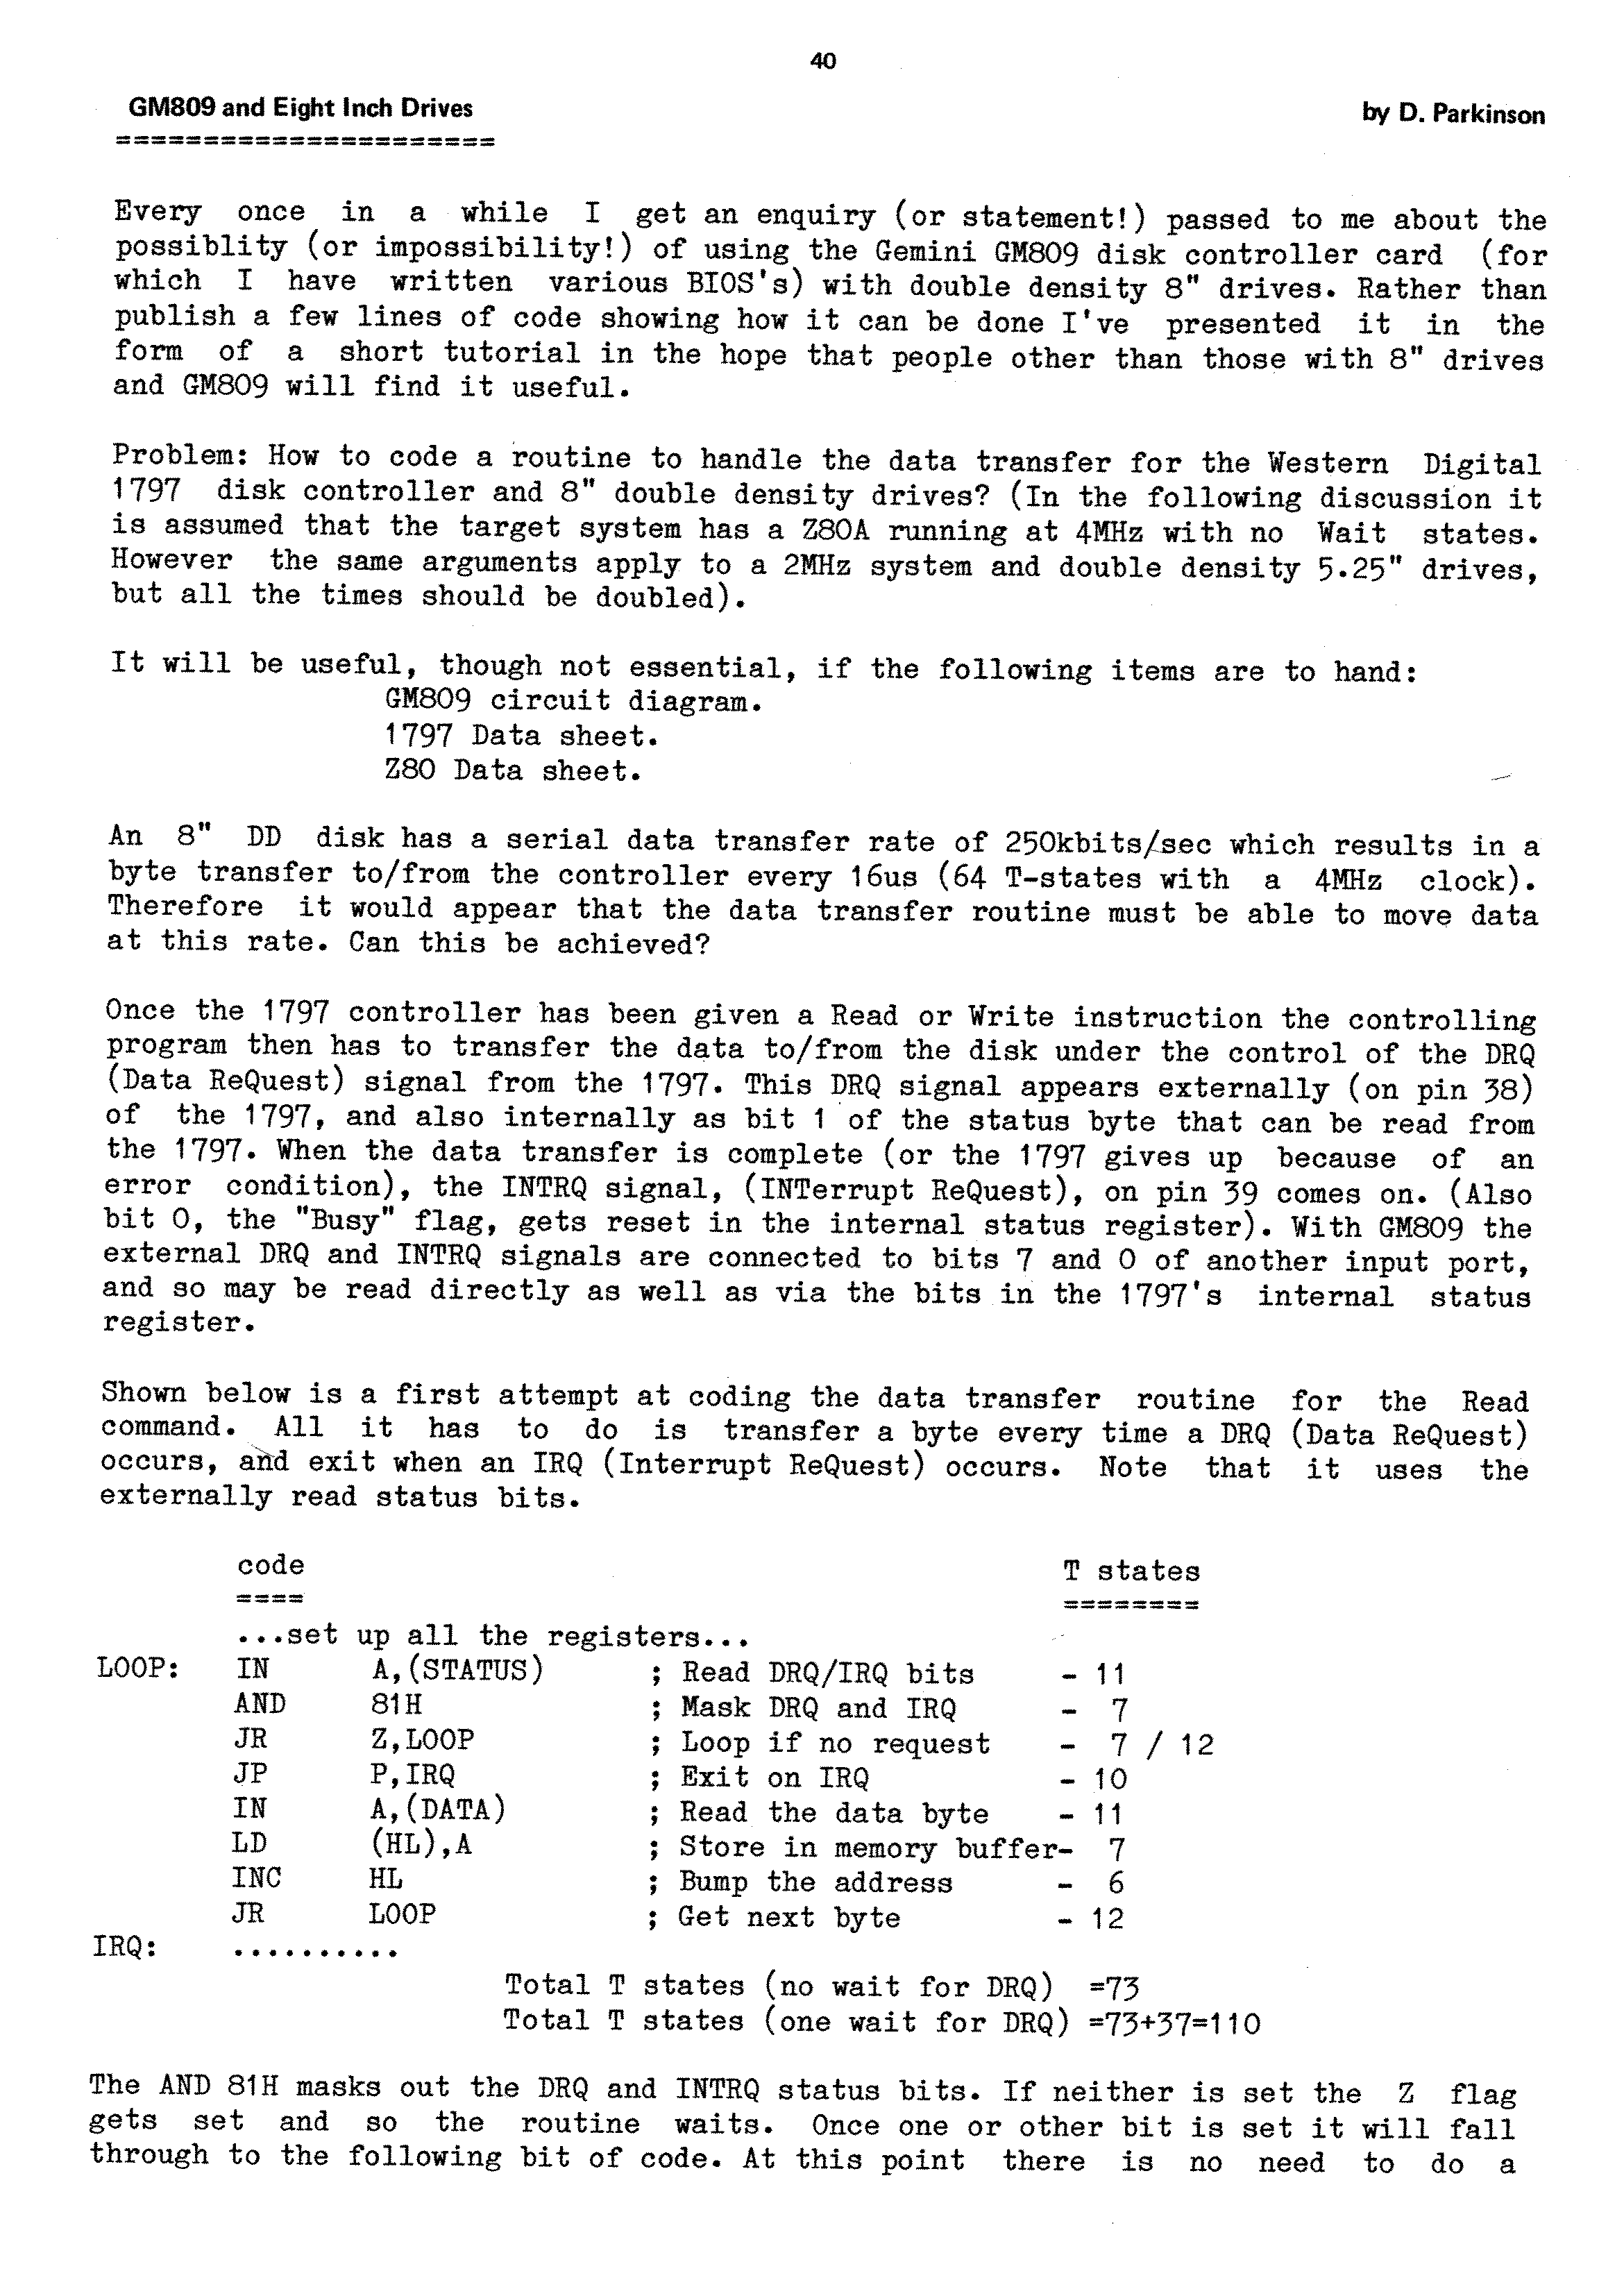 40
GM809 and Eight Inch Drives by D. Parkinson
======================
Every once in a while I get an enquiry (or statement!) passed to me about the
possiblity (or impossibility!) of using the Gemini GM809 disk controller card (for
which I have written various BIOS's) with double density 8" drives. Rather than
publish a few lines of code showing how it can be done I've presented it in the
form of a short tutorial in the hope that people other than those with 8" drives
and GM809 will find it useful.
Problem: How to code a routine to handle the data transfer for the Western Digital
1797 disk controller and 8" double density drives? (In the following discussion it
is assumed that the target system has a Z80A running at 4MHz with no Wait states.
However the same arguments apply to a 2MHz system and double density 5.25" drives,
but all the times should be doubled).
It will be useful, though not essential, if the following items are to hand:
GM809 circuit diagram.
1797 Data sheet.
Z80 Data sheet.
An 8" DD disk has a serial data transfer rate of 250kbits/sec which results in a
byte transfer to/from the controller every 16us (64 T-states with a 4MHz clock).
Therefore it would appear that the data transfer routine must be able to move data
at this rate. Can this be achieved?
Once the 1797 controller has been given a Read or Write instruction the controlling
program then has to transfer the data to/from the disk under the control of the DRQ
(Data ReQuest) signal from the 1797. This DRQ signal appears externally (on pin 38)
of the 1797, and also internally as bit 1 of the status byte that can be read from
the 1797. When the data transfer is complete (or the 1797 gives up because of an
error condition), the INTRQ signal, (INTerrupt ReQuest), on pin 39 comes on. (Also
bit 0, the "Busy" flag, gets reset in the internal status register). With GM809 the
external DRQ and INTRQ signals are connected to bits 7 and 0 of another input port,
and so may be read directly as well as via the bits in the 1797's internal status
register.
Shown below is a first attempt at coding the data transfer routine for the Read
command. All it has to do is transfer a byte every time a DRQ (Data ReQuest)
occurs, and exit when an IRQ (Interrupt ReQuest) occurs. Note that it uses the
externally read status bits.
code T states
==== ========
...set up all the registers...
LOOP: IN A,(STATUS) ; Read DRQ/IRQ bits - 11
AND 81H ; Mask DRQ and IRQ - 7
JR Z,LOOP ; Loop if no request - 7 / 12
JP P,IRQ ; Exit on IRQ - 10
IN A,(DATA) ; Read the data byte - 11
LD (HL),A ; Store in memory buffer- 7
INC HL ; Bump the address - 6
JR LOOP ; Get next byte - 12
IRQ: ..........
Total T states (no wait for DRQ) =73
Total T states (one wait for DRQ) =73+37=110
The AND 81H masks out the DRQ and INTRQ status bits. If neither is set the Z flag
gets set and so the routine waits. Once one or other bit is set it will fall
through to the following bit of code. At this point there is no need to do a